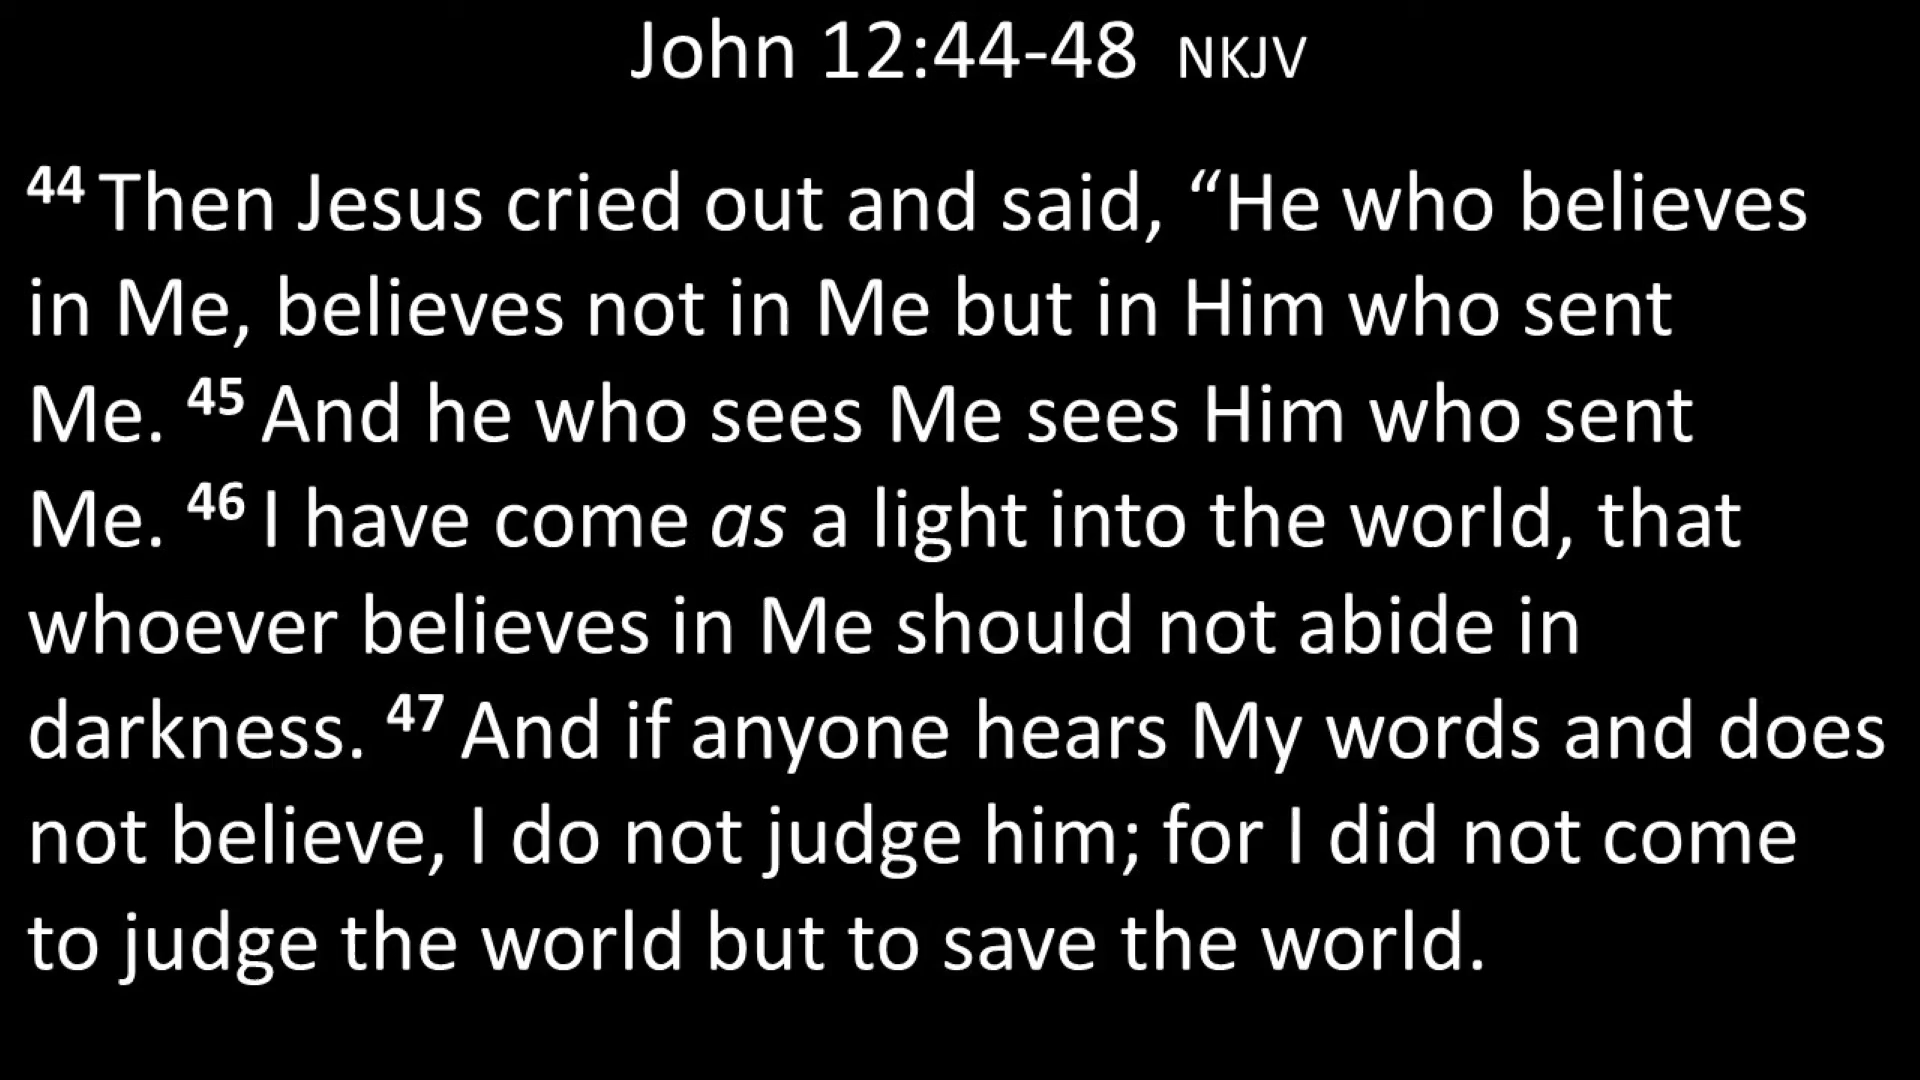 John 12:44-48 NKJV
44 Then Jesus cried out and said, “He who believes
in Me, believes not in Me but in Him who sent
Me. 45 And he who sees Me sees Him who sent
Me. 46 I have come as a light into the world, that
whoever believes in Me should not abide in
darkness. 47 And if anyone hears My words and does
not believe, I do not judge him; for I did not come
to judge the world but to save the world.